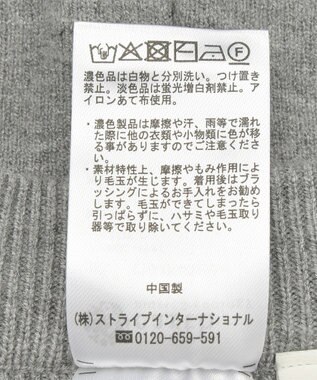 濃色品は白物と分別洗い。つけ置き
禁止。淡色品は蛍光増白剤禁止。ア
イロンあて布使用。
・濃色製品は摩擦や汗、雨等で濡れ
た際に他の衣類や小物類に色が移
る事がありますのでご注意ください。
・素材特性上、摩擦やもみ作用によ
り毛玉が生じます。着用後はブラ
ッシングによるお手入れをお勧め
します。毛玉ができてしまったら
引っぱらずに、ハサミや毛玉取り
器等で取り除いてください。
中国製
(株)ストライプインターナショナル
0120-659-591